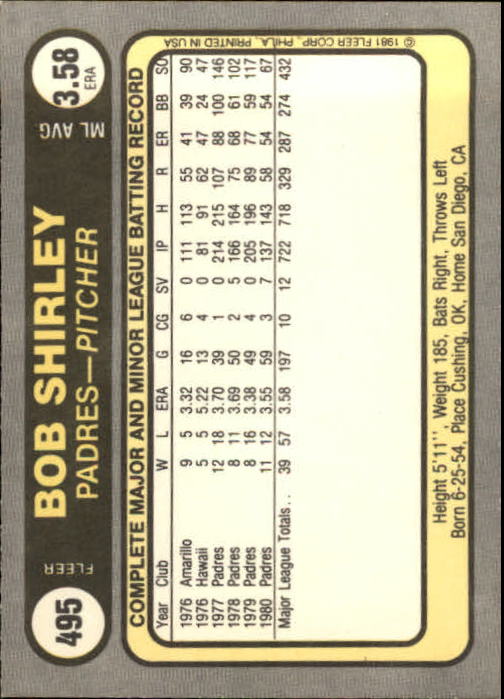 495
FLEER
BOB SHIRLEY
PADRES—PITCHER
ML AVG
3.58
ERA
COMPLETE MAJOR AND MINOR LEAGUE BATTING RECORD
Year Club W L ERA G CG SV IP H R ER BB SO
1976 Amarillo 9 5 3.32 16 6 0 111 113 55 41 39 90
1976 Hawaii 5 5 5.22 13 4 0 81 91 62 47 24 47
1977 Padres 12 18 3.70 39 1 0 214 215 107 88 100 146
1978 Padres 8 11 3.69 50 2 5 166 164 75 68 61 102
1979 Padres 8 16 3.38 49 4 0 205 196 89 77 59 117
1980 Padres 11 12 3.55 59 3 7 137 143 58 54 54 67
Major League Totals . . 39 57 3.58 197 10 12 722 718 329 287 274 432
Height 5'11'', Weight 185, Bats Right, Throws Left
Born 6-25-54, Place Cushing, OK, Home San Diego, CA
© 1981 FLEER CORP., PHILA., PRINTED IN USA